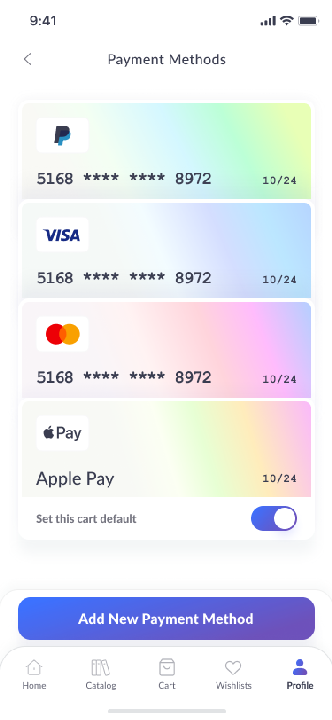 9:41
Payment Methods
5168 **** **** 8972
10/24
VISA
5168 **** **** 8972
10/24
5168 **** **** 8972
10/24
Pay
Apple Pay
10/24
Set this cart default
Add New Payment Method
Home
Catalog
Cart
Wishlists
Profile